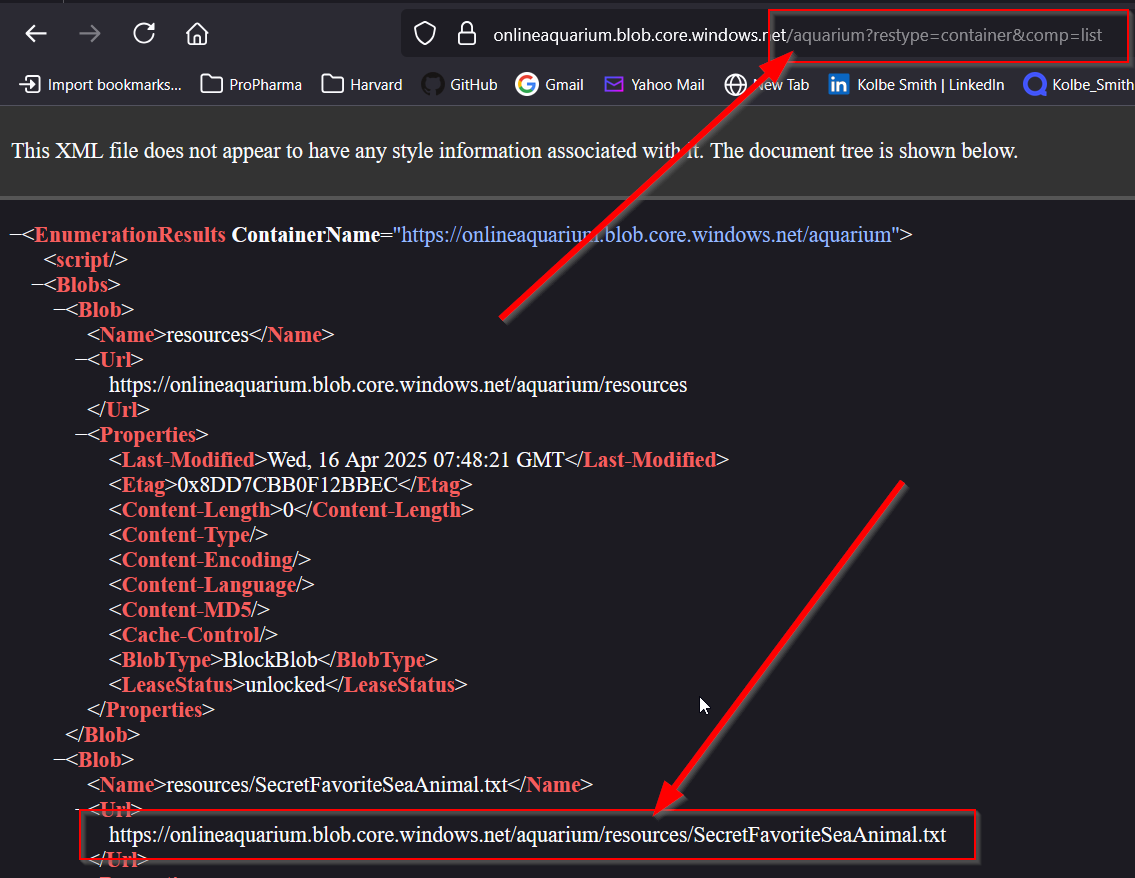 onlineaquarium.blob.core.windows.net/aquarium?restype=container&comp=list
Import bookmarks... ProPharma Harvard GitHub Gmail Yahoo Mail New Tab Kolbe Smith | LinkedIn Kolbe_Smith
This XML file does not appear to have any style information associated with it. The document tree is shown below.
−<EnumerationResults ContainerName="https://onlineaquarium.blob.core.windows.net/aquarium">
<script/>
−<Blobs>
−<Blob>
<Name>resources</Name>
−<Url>
https://onlineaquarium.blob.core.windows.net/aquarium/resources
</Url>
−<Properties>
<Last-Modified>Wed, 16 Apr 2025 07:48:21 GMT</Last-Modified>
<Etag>0x8DD7CBB0F12BBEC</Etag>
<Content-Length>0</Content-Length>
<Content-Type/>
<Content-Encoding/>
<Content-Language/>
<Content-MD5/>
<Cache-Control/>
<BlobType>BlockBlob</BlobType>
<LeaseStatus>unlocked</LeaseStatus>
</Properties>
</Blob>
−<Blob>
<Name>resources/SecretFavoriteSeaAnimal.txt</Name>
−<Url>
https://onlineaquarium.blob.core.windows.net/aquarium/resources/SecretFavoriteSeaAnimal.txt
</Url>